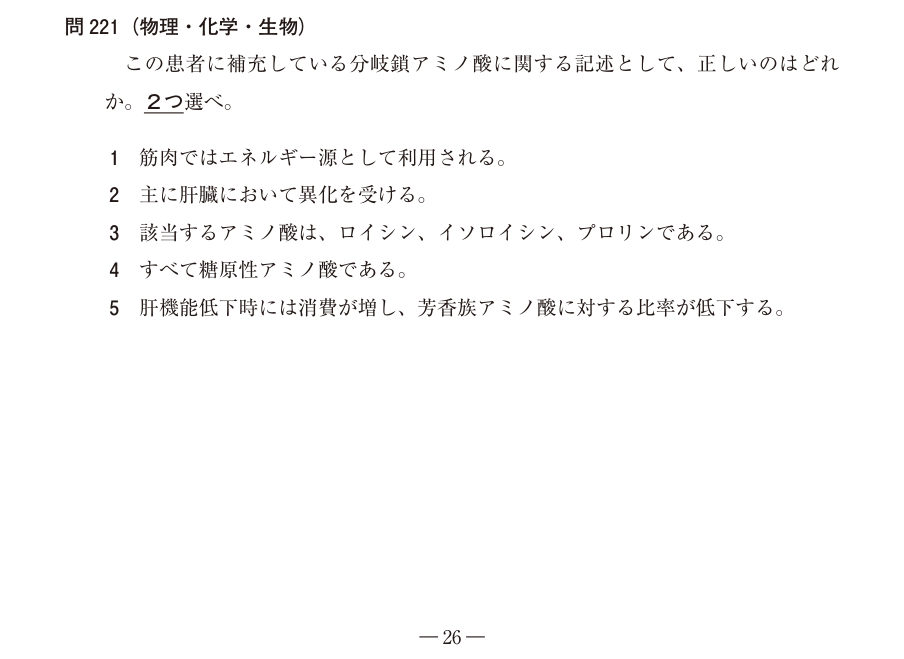 問 221（物理・化学・生物）
この患者に補充している分岐鎖アミノ酸に関する記述として、正しいのはどれ
か。２つ選べ。
1 筋肉ではエネルギー源として利用される。
2 主に肝臓において異化を受ける。
3 該当するアミノ酸は、ロイシン、イソロイシン、プロリンである。
4 すべて糖原性アミノ酸である。
5 肝機能低下時には消費が増し、芳香族アミノ酸に対する比率が低下する。
― 26 ―